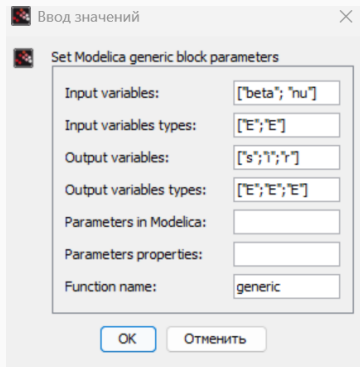 Ввод значений
Set Modelica generic block parameters
Input variables: ["beta"; "nu"]
Input variables types: ["E";"E"]
Output variables: ["s";"i";"r"]
Output variables types: ["E";"E";"E"]
Parameters in Modelica:
Parameters properties:
Function name: generic
OK Отменить